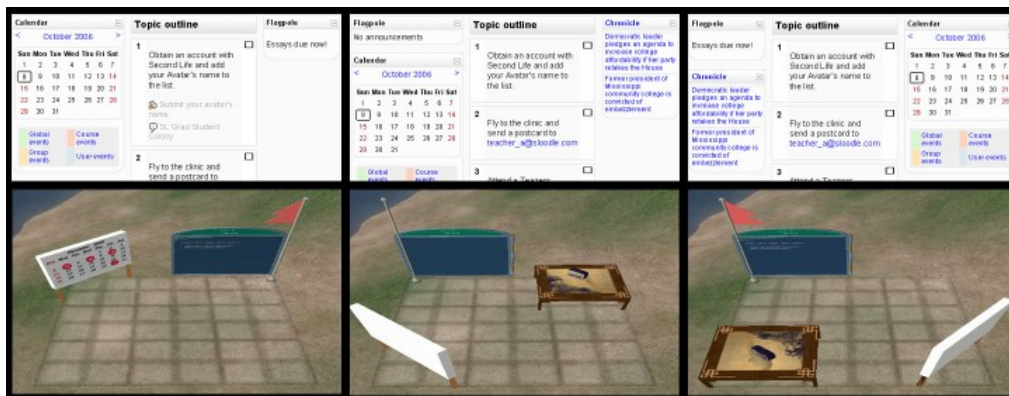 Calendar
< October 2006 >
Sun Mon Tue Wed Thu Fri Sat
1 2 3 4 5 6 7
8 9 10 11 12 13 14
15 16 17 18 19 20 21
22 23 24 25 26 27 28
29 30 31
Global events
Course events
Group events
User events
Topic outline
1
Obtain an account with
Second Life and add
your Avatar's name to
the list.
Submit your avatar's
name
SL Grad Student
Colony
2
Fly to the clinic and
send a postcard to
Flagpole
Essays due now!
Flagpole
No announcements
Calendar
< October 2006 >
Sun Mon Tue Wed Thu Fri Sat
1 2 3 4 5 6 7
8 9 10 11 12 13 14
15 16 17 18 19 20 21
22 23 24 25 26 27 28
29 30 31
Global
Course
Topic outline
1
Obtain an account with
Second Life and add
your Avatar's name to
the list.
2
Fly to the clinic and
send a postcard to
teacher_a@sloodle.com
3
Chronicle
Democratic leader
pledges an agenda to
increase college
affordability if her party
retakes the House
Former president of
Mississippi
community college is
convicted of
embezzlement
Flagpole
Essays due now!
Chronicle
Democratic leader
pledges an agenda to
increase college
affordability if her party
retakes the House
Former president of
Mississippi
community college is
convicted of
embezzlement
Topic outline
1
Obtain an account with
Second Life and add
your Avatar's name to
the list.
2
Fly to the clinic and
send a postcard to
teacher_a@sloodle.com
Calendar
< October 2006
Sun Mon Tue Wed Thu Fri Sat
1 2 3 4 5 6 7
8 9 10 11 12 13 14
15 16 17 18 19 20 21
22 23 24 25 26 27 28
29 30 31
Global events
Course events
Group events
User events